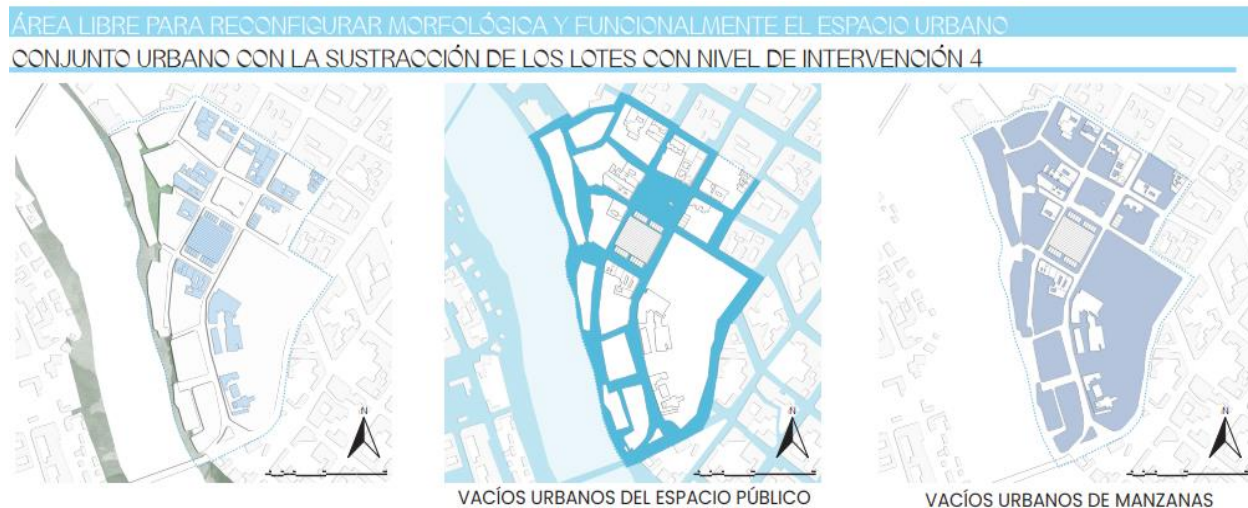 ÁREA LIBRE PARA RECONFIGURAR MORFOLÓGICA Y FUNCIONALMENTE EL ESPACIO URBANO
CONJUNTO URBANO CON LA SUSTRACCIÓN DE LOS LOTES CON NIVEL DE INTERVENCIÓN 4
N
N
N
VACÍOS URBANOS DEL ESPACIO PÚBLICO
VACÍOS URBANOS DE MANZANAS